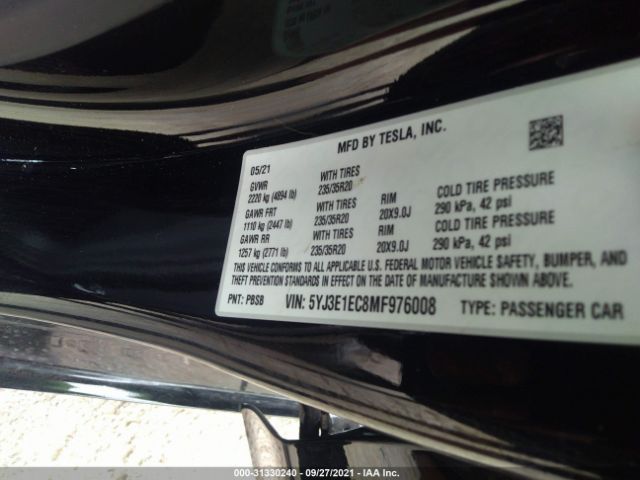 MFD BY TESLA, INC.
05/21
GVWR WITH TIRES
2220 kg (4894 lb) 235/35R20 RIM COLD TIRE PRESSURE
GAWR FRT WITH TIRES 20X9.0J 290 kPa, 42 psi
1110 kg (2447 lb) 235/35R20 RIM COLD TIRE PRESSURE
GAWR RR WITH TIRES 20X9.0J 290 kPa, 42 psi
1257 kg (2771 lb) 235/35R20
THIS VEHICLE CONFORMS TO ALL APPLICABLE U.S. FEDERAL MOTOR VEHICLE SAFETY, BUMPER, AND
THEFT PREVENTION STANDARDS IN EFFECT ON THE DATE OF MANUFACTURE SHOWN ABOVE.
PNT: PBSB VIN: 5YJ3E1EC8MF976008 TYPE: PASSENGER CAR
000-31330240 - 09/27/2021 - IAA Inc.